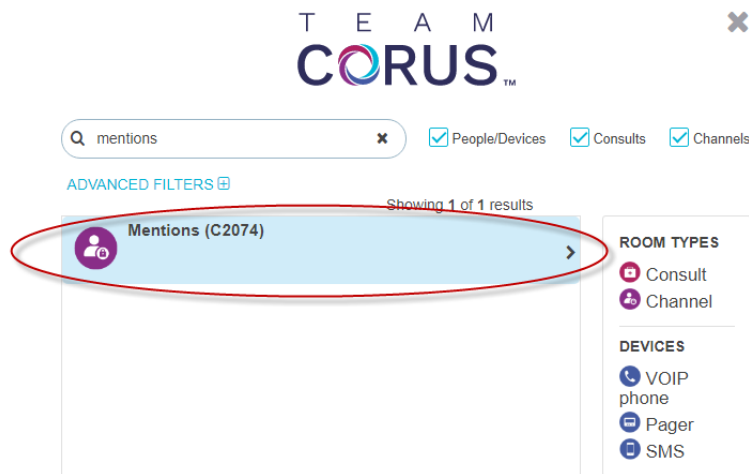 TEAM
CORUS™
mentions
People/Devices
Consults
Channels
ADVANCED FILTERS
Showing 1 of 1 results
Mentions (C2074)
ROOM TYPES
Consult
Channel
DEVICES
VOIP
phone
Pager
SMS